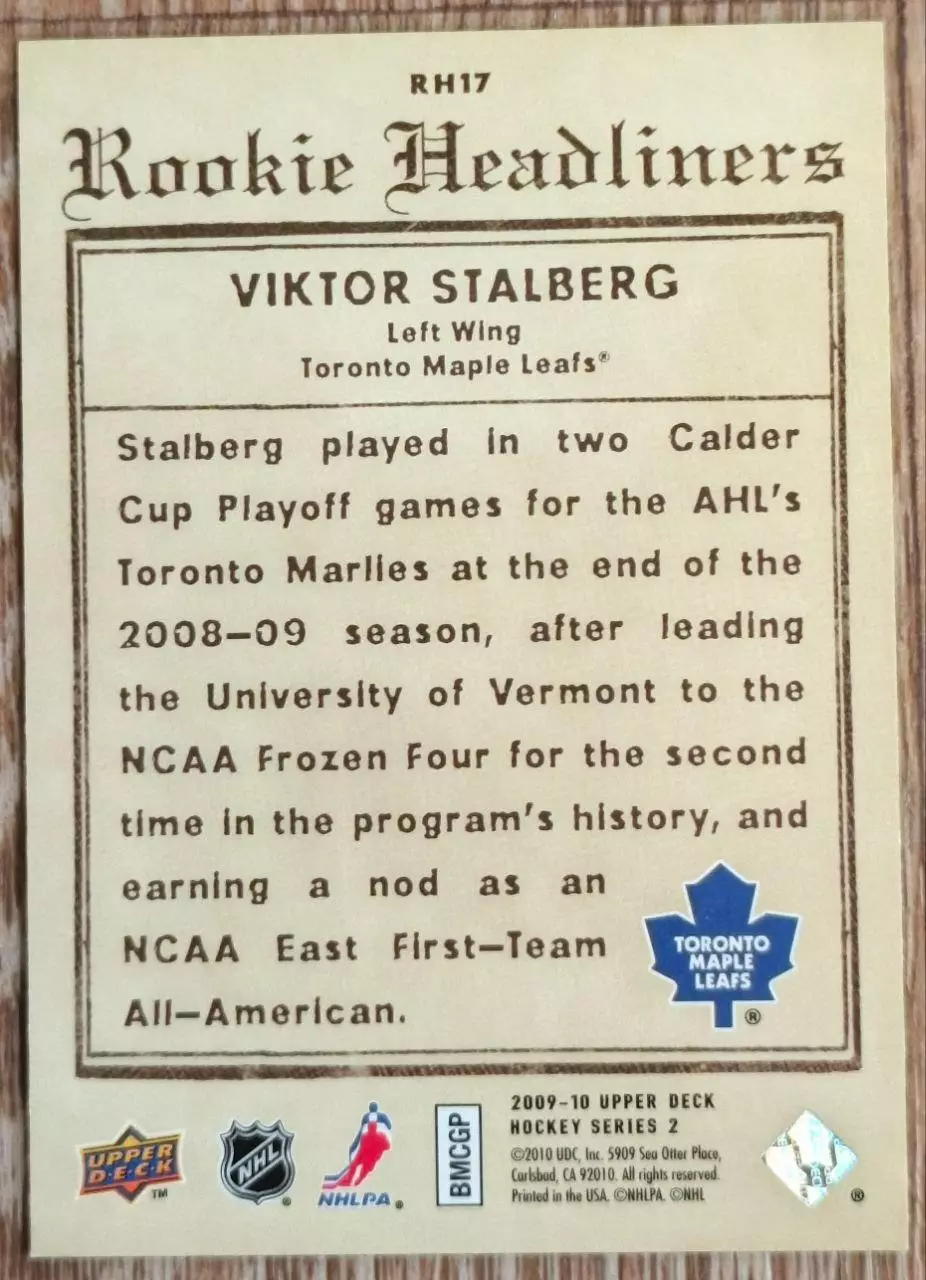 RH17
Rookie Headliners
VIKTOR STALBERG
Left Wing
Toronto Maple Leafs®
Stalberg played in two Calder
Cup Playoff games for the AHL's
Toronto Marlies at the end of the
2008-09 season, after leading
the University of Vermont to the
NCAA Frozen Four for the second
time in the program's history, and
earning a nod as an
NCAA East First-Team
All-American.
TORONTO
MAPLE
LEAFS
®
UPPER
D·E·C·K
TM
NHL
®
NHLPA®
BMCGP
2009-10 UPPER DECK
HOCKEY SERIES 2
©2010 UDC, Inc. 5909 Sea Otter Place,
Carlsbad, CA 92010. All rights reserved.
Printed in the USA. ©NHLPA. ©NHL
®